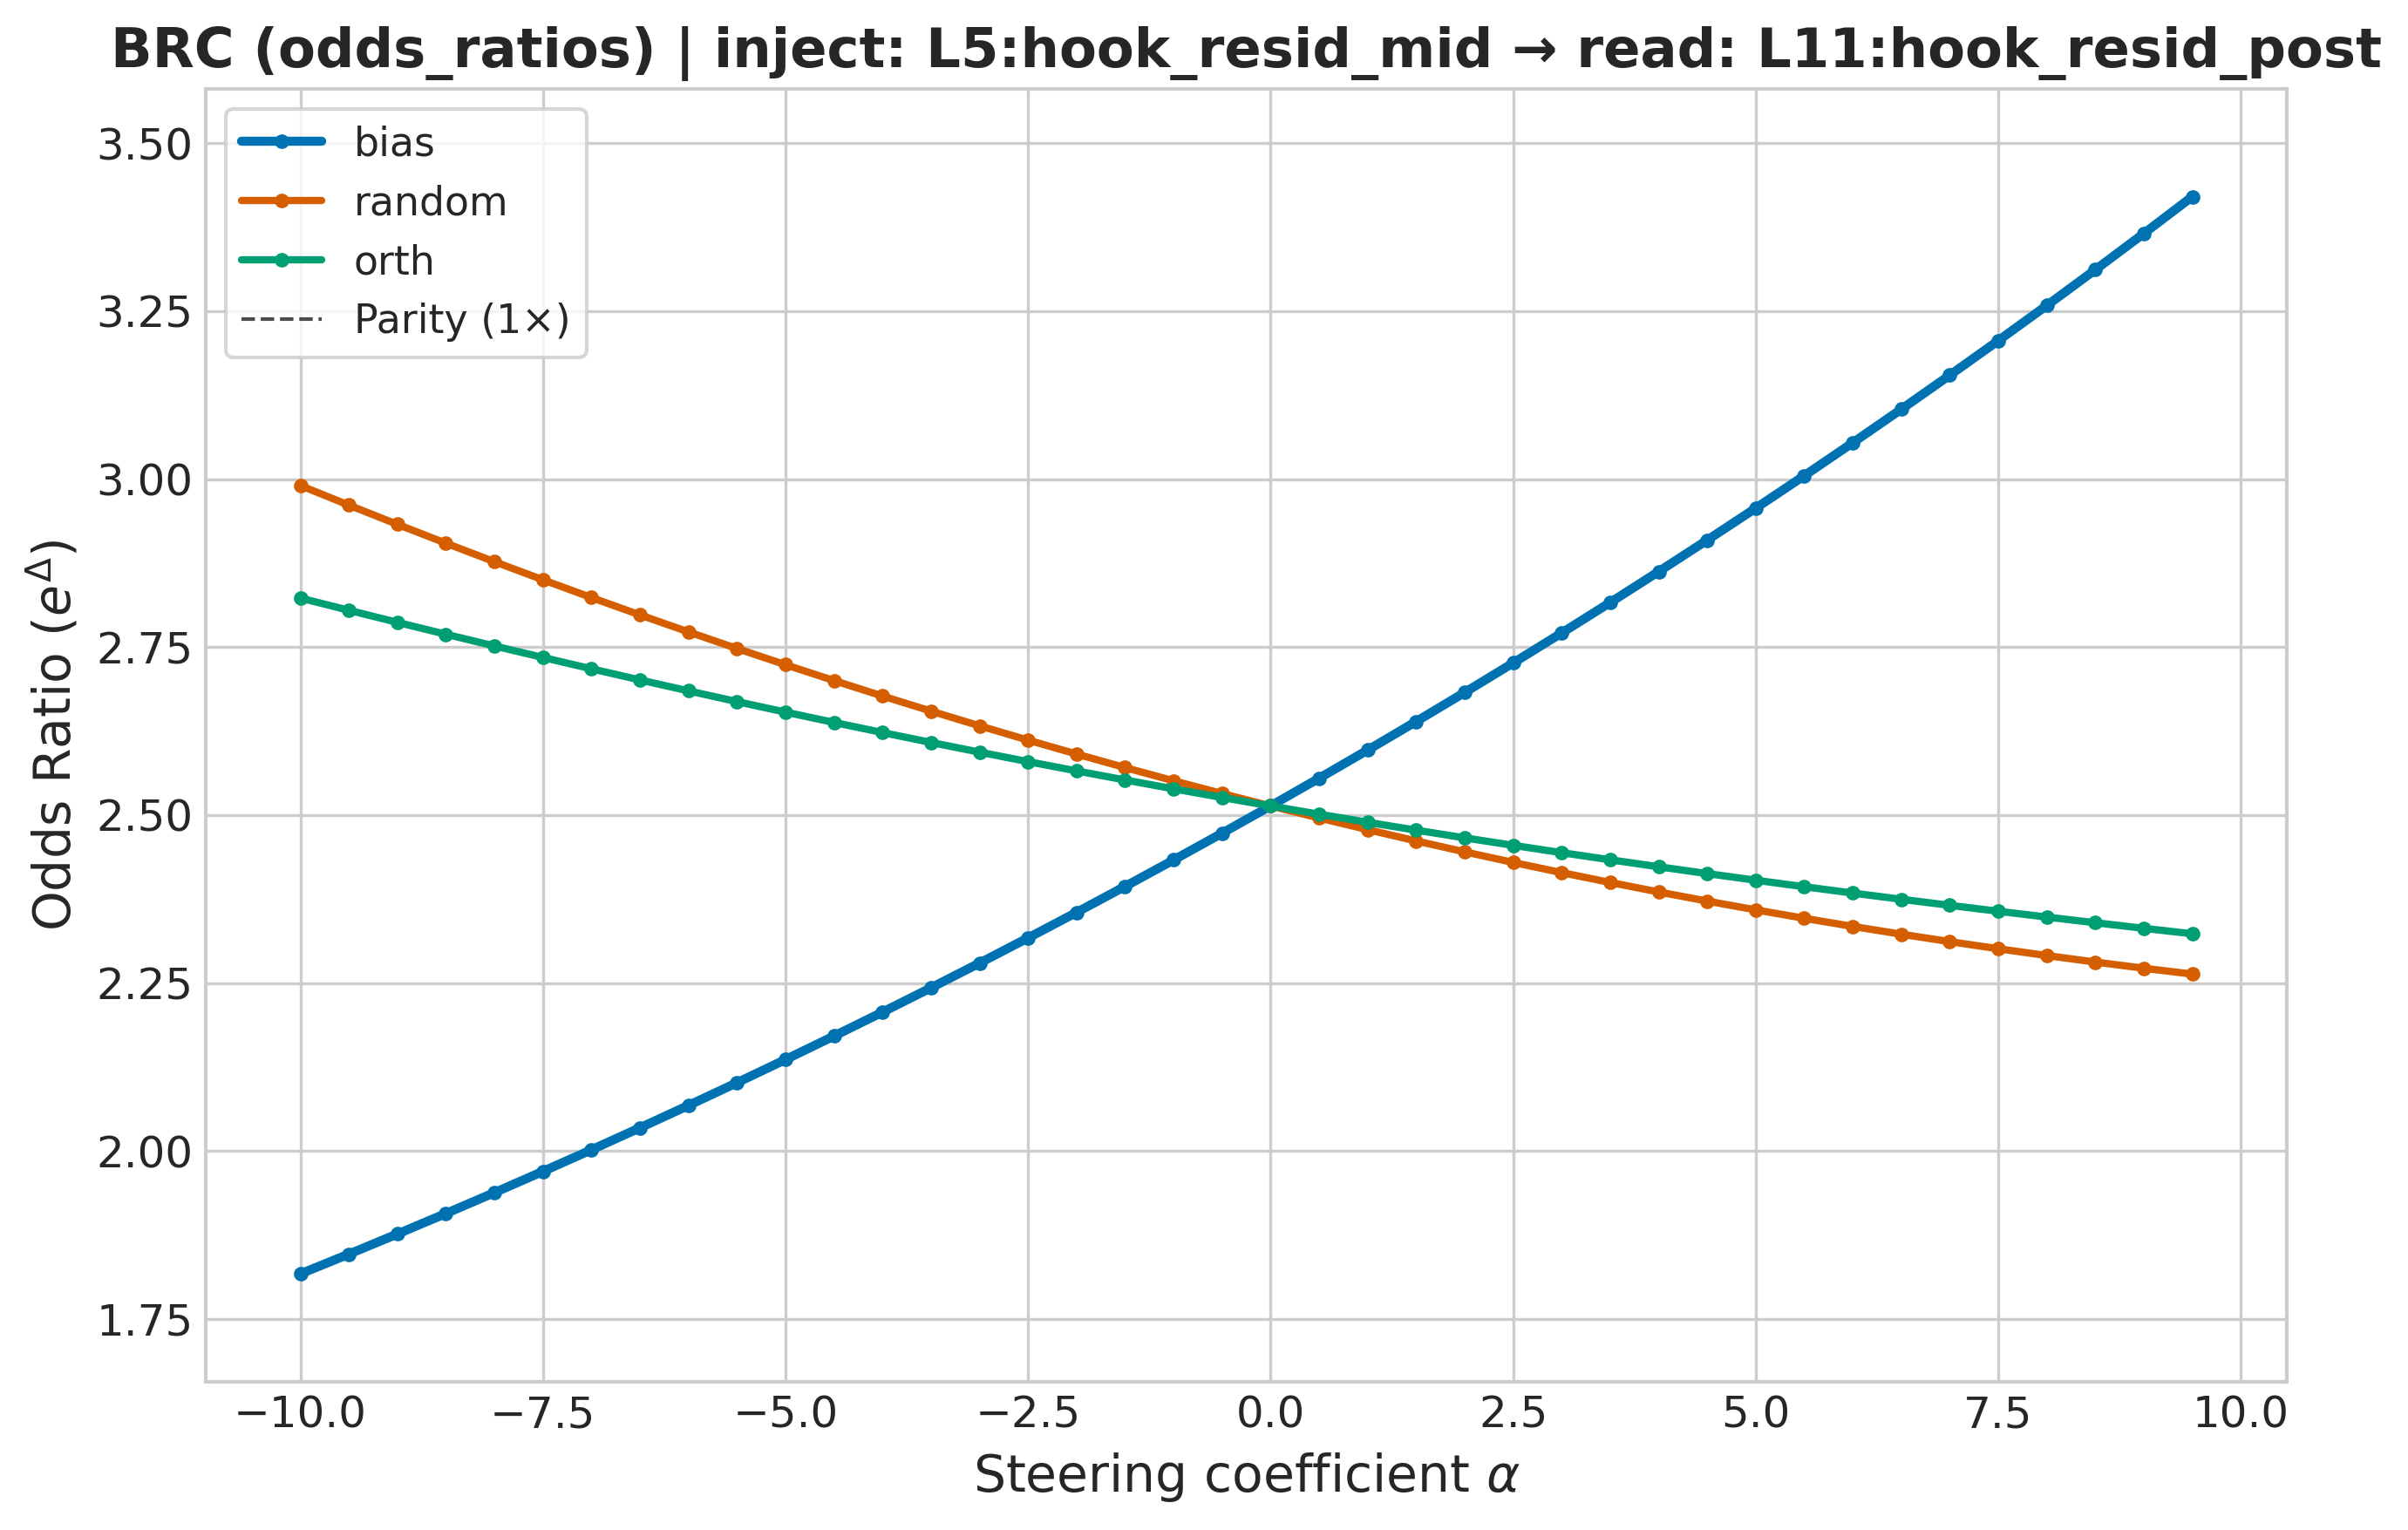 BRC (odds_ratios) | inject: L5:hook_resid_mid → read: L11:hook_resid_post
bias
random
orth
Parity (1×)
Odds Ratio (e^Δ)
3.50
3.25
3.00
2.75
2.50
2.25
2.00
1.75
−10.0 −7.5 −5.0 −2.5 0.0 2.5 5.0 7.5 10.0
Steering coefficient α